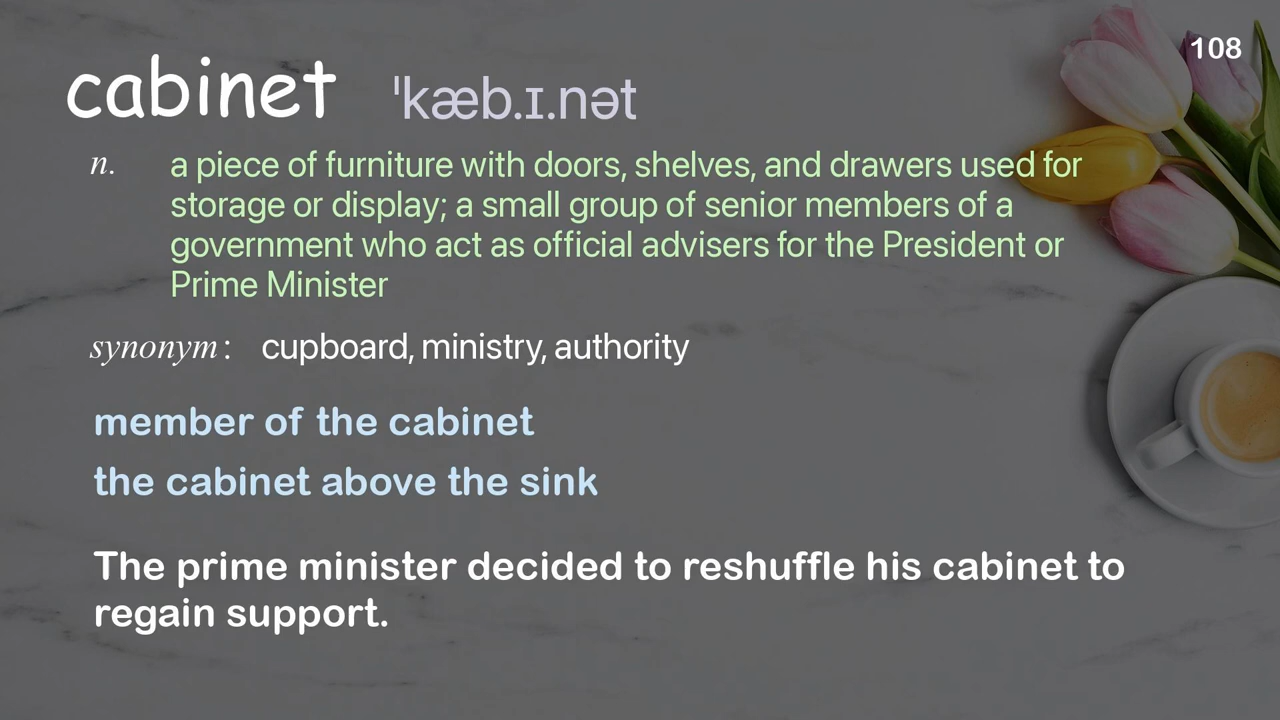 108
cabinet ˈkæb.ɪ.nət
n. a piece of furniture with doors, shelves, and drawers used for
storage or display; a small group of senior members of a
government who act as official advisers for the President or
Prime Minister
synonym: cupboard, ministry, authority
member of the cabinet
the cabinet above the sink
The prime minister decided to reshuffle his cabinet to
regain support.